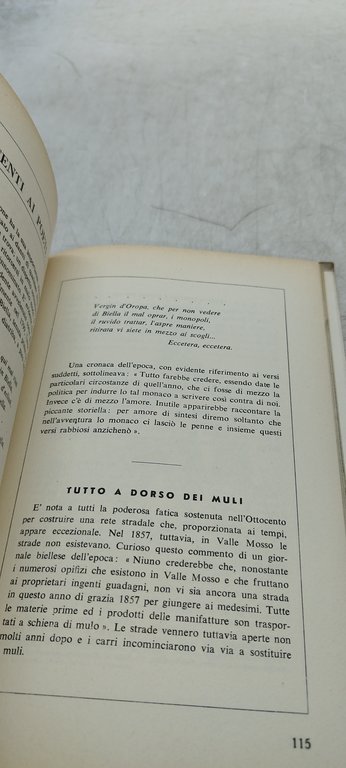 ENTI AI
. . . . . . .
Vergin d'Oropa, che per non vedere
di Biella il mal oprar, i monopoli,
il ruvido trattar, l'aspre maniere,
ritirata vi siete in mezzo ai scogli...
Eccetera, eccetera.
Una cronaca dell'epoca, con evidente riferimento ai versi
suddetti, sottolineava: « Tutto farebbe credere, essendo date le
particolari circostanze di quell'anno, che ci fosse di mezzo la
politica per indurre lo tal monaco a scrivere così contro di noi.
Invece c'è di mezzo l'amore. Inutile apparirebbe raccontare la
piccante storiella: per amore di sintesi diremo soltanto che
nell'avventura lo monaco ci lasciò le penne e insieme questi
versi rabbiosi anzichenò ».
TUTTO A DORSO DEI MULI
E' nota a tutti la poderosa fatica sostenuta nell'Ottocento
per costruire una rete stradale che, proporzionata ai tempi,
appare eccezionale. Nel 1857, tuttavia, in Valle Mosso le
strade non esistevano. Curioso questo commento di un gior-
nale biellese dell'epoca: « Niuno crederebbe che, nonostante
i numerosi opifizi che esistono in Valle Mosso e che fruttano
ai proprietari ingenti guadagni, non vi sia ancora una strada
in questo anno di grazia 1857 per giungere ai medesimi. Tutte
le materie prime ed i prodotti delle manifatture son traspor-
tati a schiena di mulo ». Le strade vennero tuttavia aperte non
molti anni dopo e i carri incominciarono via via a sostituire
muli.
115